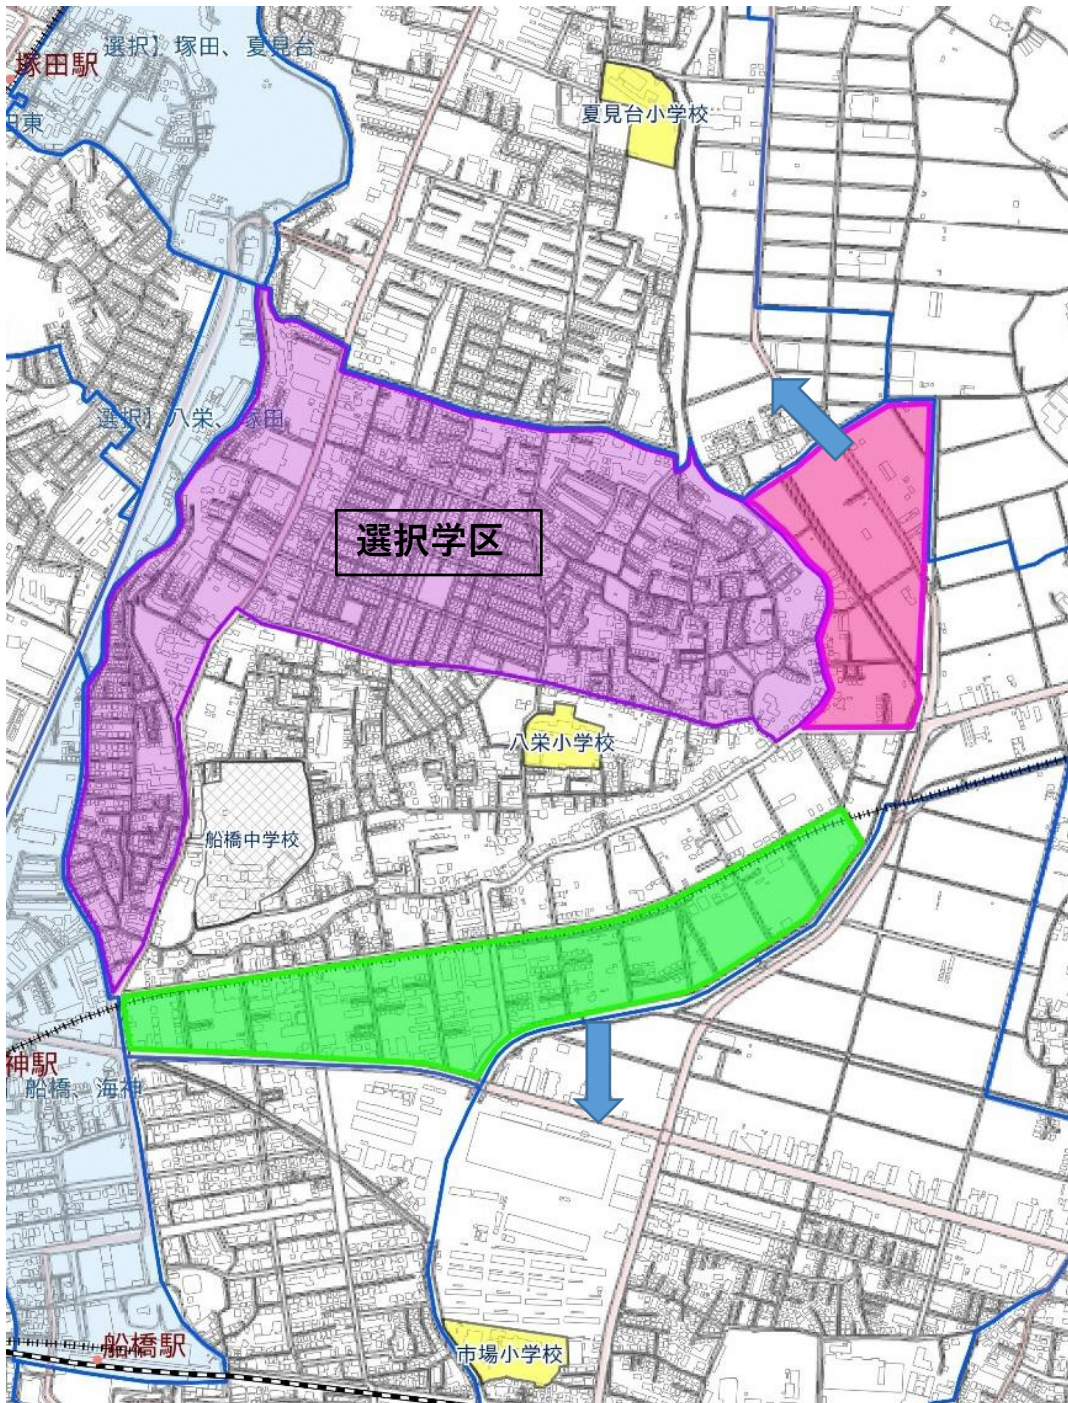 選択】塚田、夏見台
塚田駅
夏見台小学校
選択】八栄、塚田
選択学区
八栄小学校
船橋中学校
神駅
船橋、海神
船橋駅
市場小学校